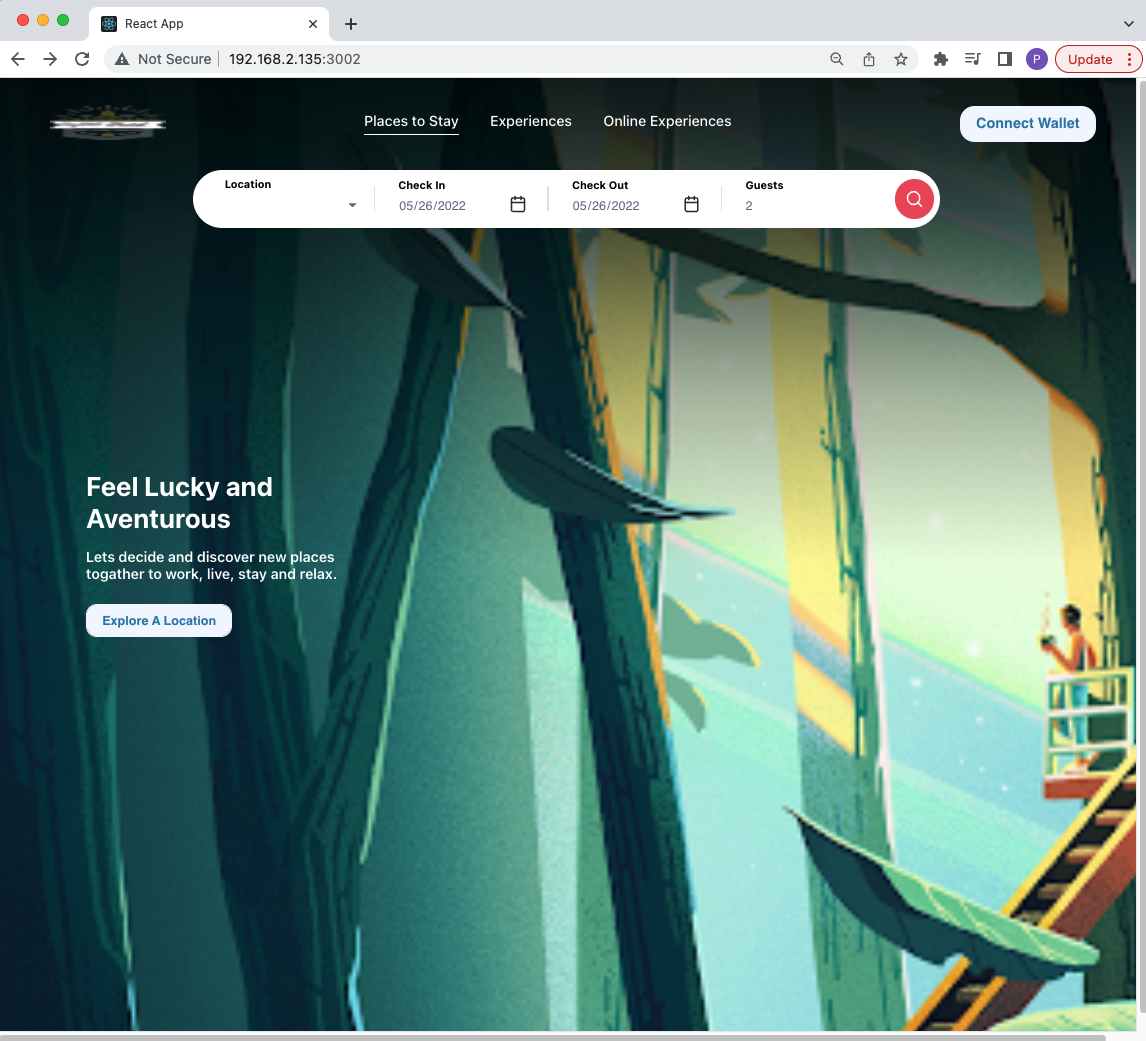 React App
Not Secure
192.168.2.135:3002
P
Update
Places to Stay
Experiences
Online Experiences
Connect Wallet
Location
Check In
Check Out
Guests
05/26/2022
05/26/2022
2
Feel Lucky and
Aventurous
Lets decide and discover new places
togather to work, live, stay and relax.
Explore A Location